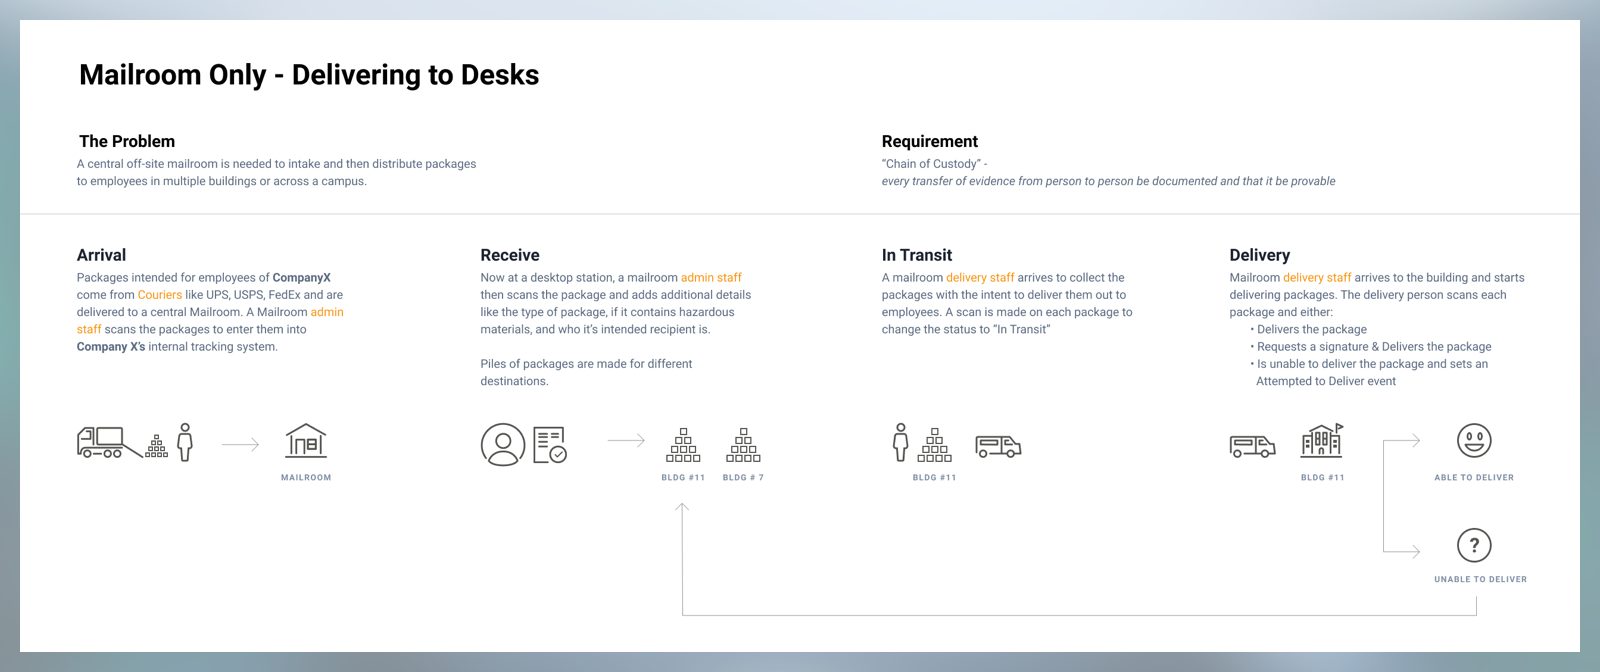 Mailroom Only - Delivering to Desks
The Problem
A central off-site mailroom is needed to intake and then distribute packages
to employees in multiple buildings or across a campus.
Requirement
“Chain of Custody” -
every transfer of evidence from person to person be documented and that it be provable
Arrival
Packages intended for employees of CompanyX
come from Couriers like UPS, USPS, FedEx and are
delivered to a central Mailroom. A Mailroom admin
staff scans the packages to enter them into
Company X’s internal tracking system.
MAILROOM
Receive
Now at a desktop station, a mailroom admin staff
then scans the package and adds additional details
like the type of package, if it contains hazardous
materials, and who it’s intended recipient is.
Piles of packages are made for different
destinations.
BLDG #11
BLDG # 7
In Transit
A mailroom delivery staff arrives to collect the
packages with the intent to deliver them out to
employees. A scan is made on each package to
change the status to “In Transit”
BLDG #11
Delivery
Mailroom delivery staff arrives to the building and starts
delivering packages. The delivery person scans each
package and either:
• Delivers the package
• Requests a signature & Delivers the package
• Is unable to deliver the package and sets an
Attempted to Deliver event
BLDG #11
ABLE TO DELIVER
?
UNABLE TO DELIVER